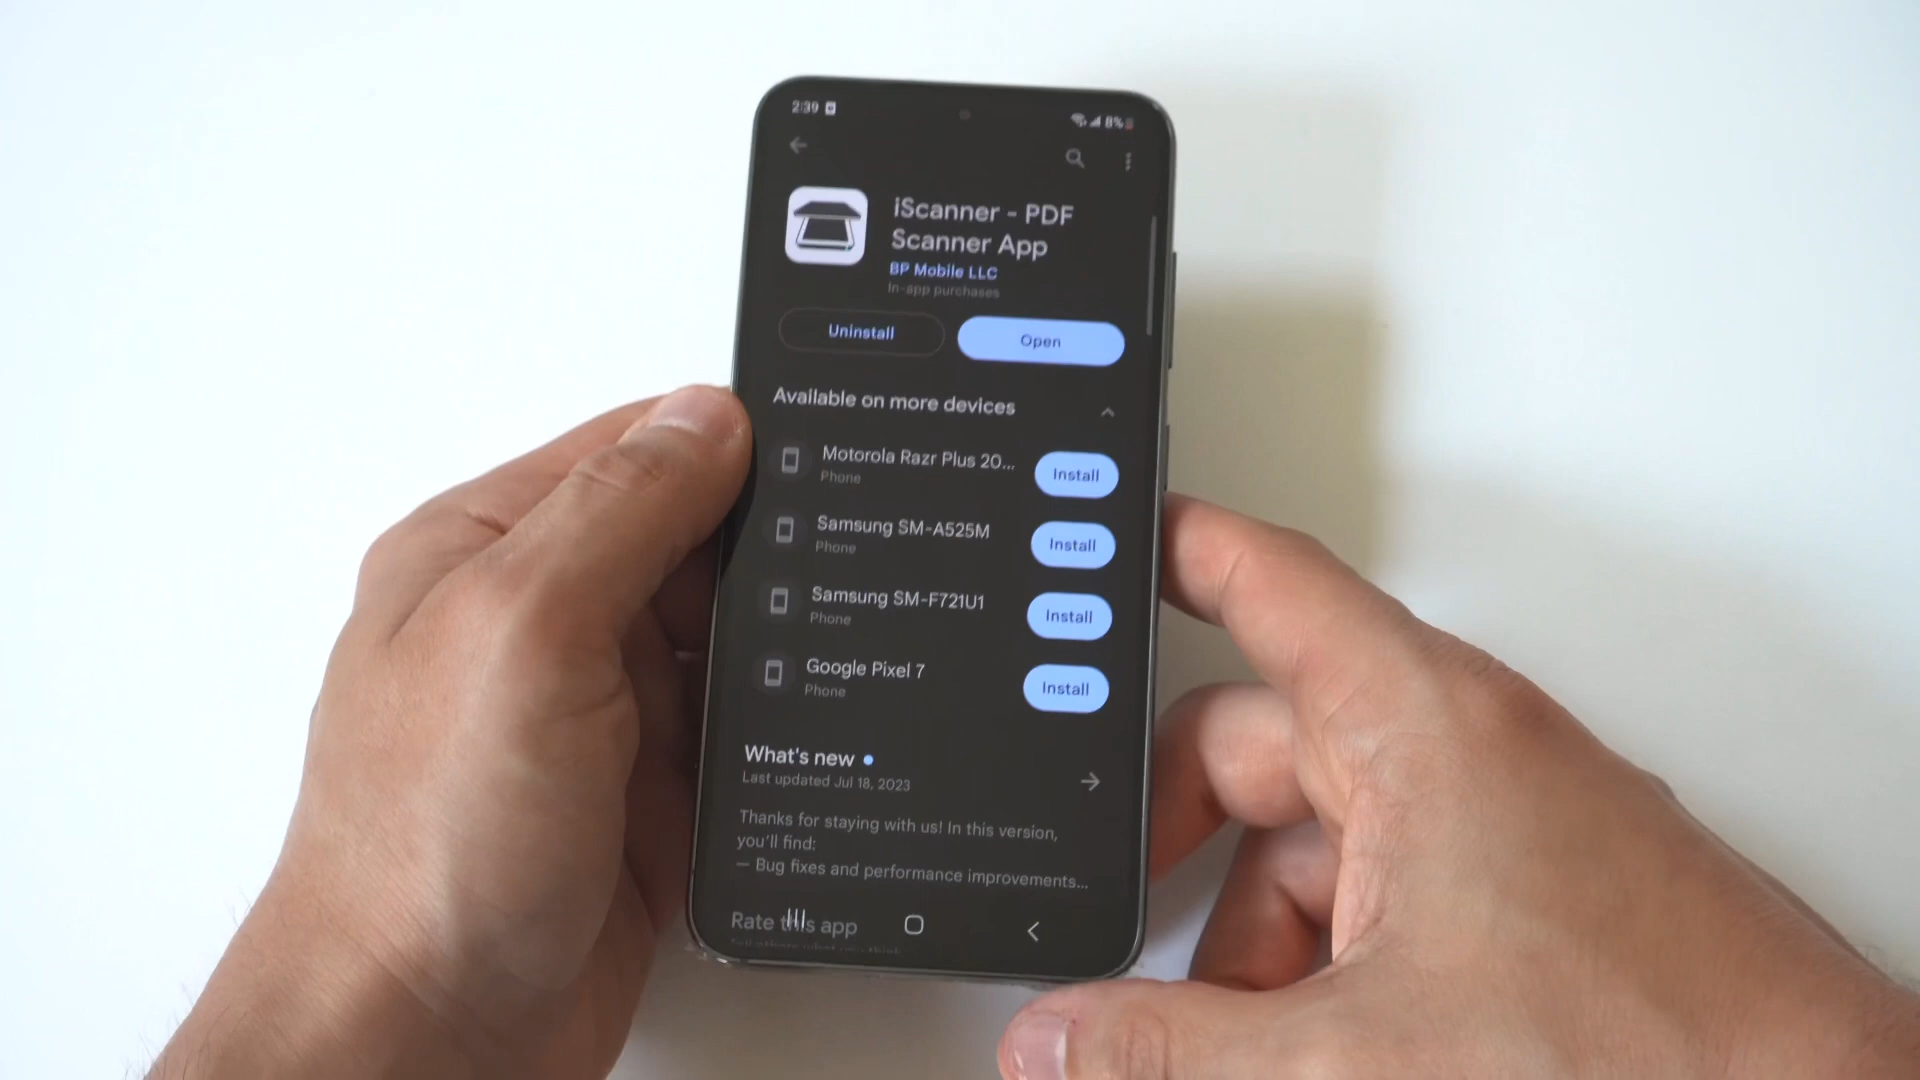 2:39
8%
iScanner - PDF
Scanner App
BP Mobile LLC
In-app purchases
Uninstall
Open
Available on more devices
Motorola Razr Plus 20...
Phone
Install
Samsung SM-A525M
Phone
Install
Samsung SM-F721U1
Phone
Install
Google Pixel 7
Phone
Install
What's new
Last updated Jul 18, 2023
Thanks for staying with us! In this version,
you'll find:
— Bug fixes and performance improvements...
Rate this app